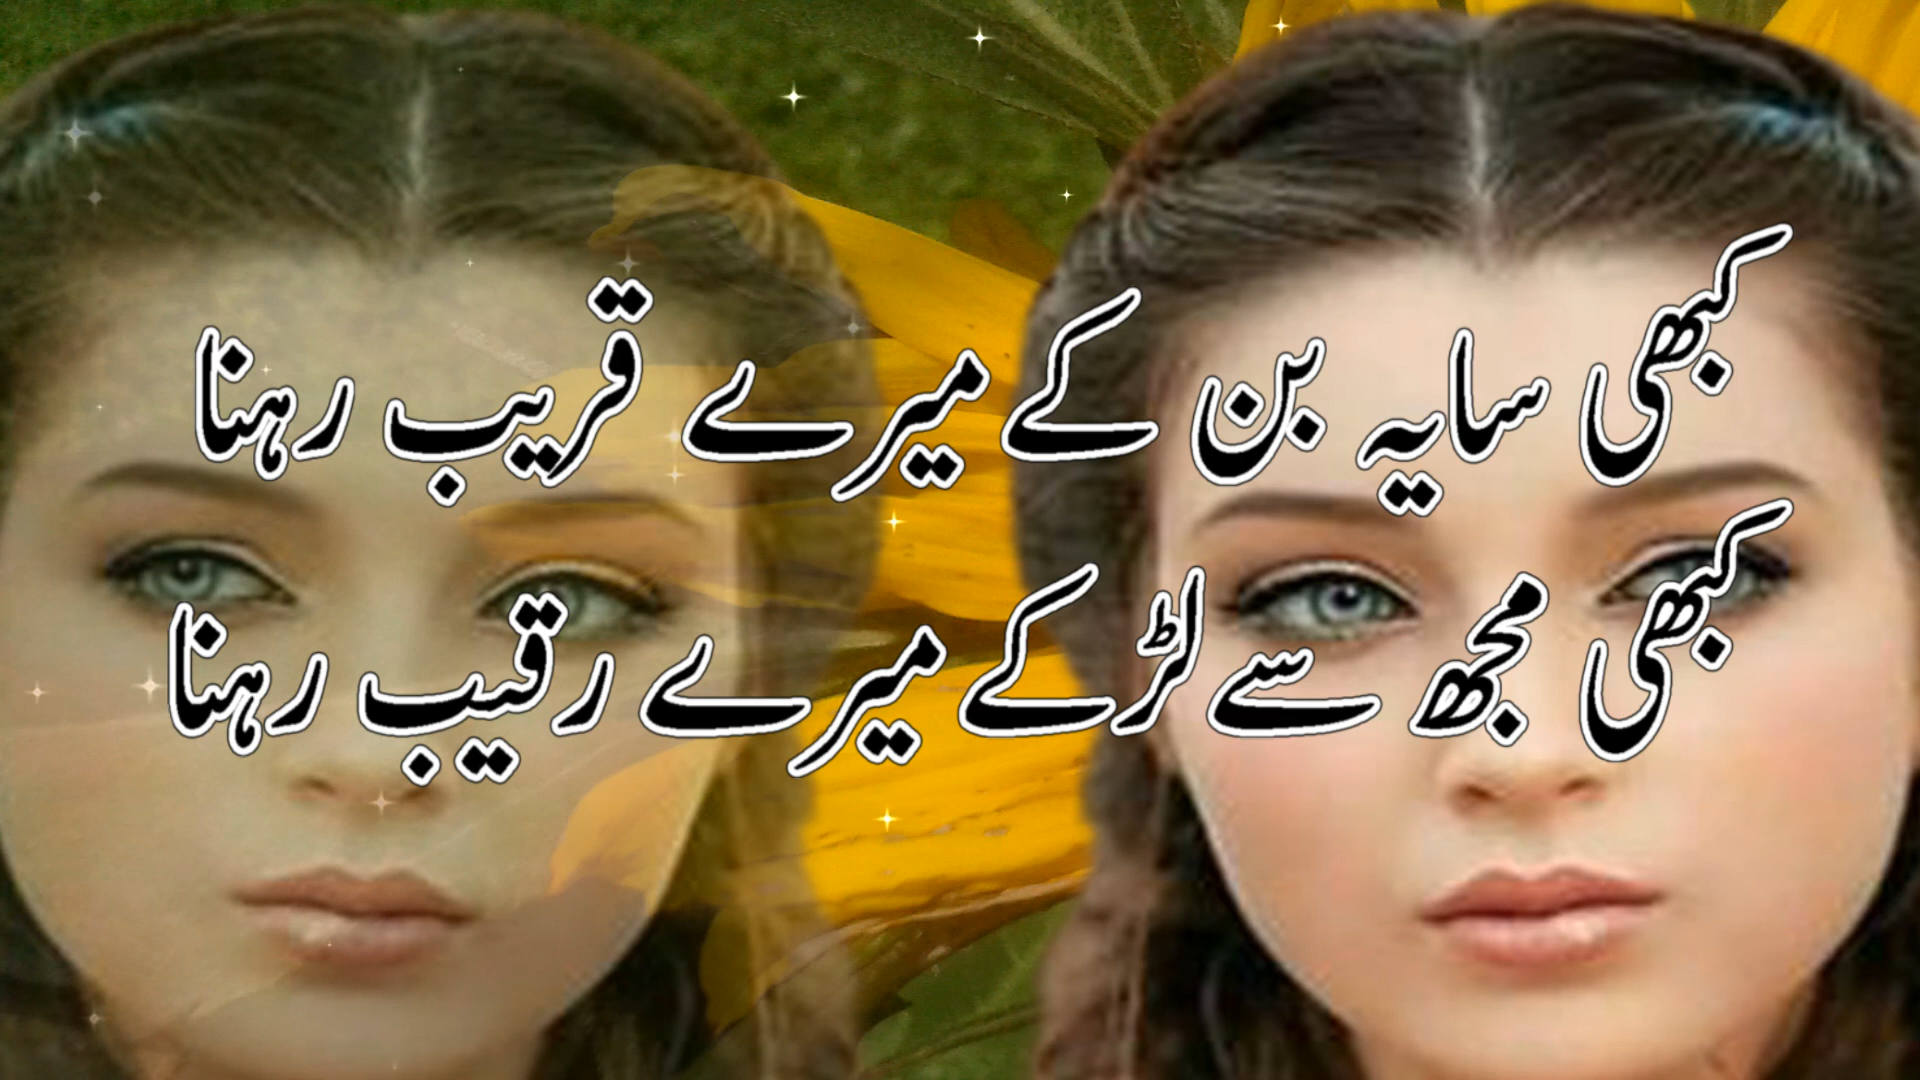 کبھی سایہ بن کے میرے قریب رہنا
کبھی مجھ سے لڑ کے میرے رقیب رہنا